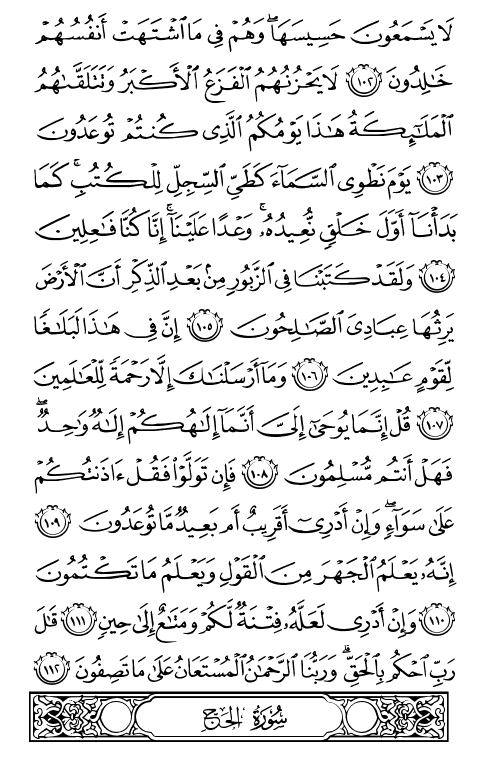 لَا يَسْمَعُونَ حَسِيسَهَا ۖ وَهُمْ فِي مَا ٱشْتَهَتْ أَنفُسُهُمْ
خَٰلِدُونَ ١٠٢ لَا يَحْزُنُهُمُ ٱلْفَزَعُ ٱلْأَكْبَرُ وَتَتَلَقَّىٰهُمُ
ٱلْمَلَٰٓئِكَةُ هَٰذَا يَوْمُكُمُ ٱلَّذِي كُنتُمْ تُوعَدُونَ
١٠٣ يَوْمَ نَطْوِي ٱلسَّمَآءَ كَطَيِّ ٱلسِّجِلِّ لِلْكُتُبِ ۚ كَمَا
بَدَأْنَآ أَوَّلَ خَلْقٍ نُّعِيدُهُۥ ۚ وَعْدًا عَلَيْنَآ ۚ إِنَّا كُنَّا فَٰعِلِينَ
١٠٤ وَلَقَدْ كَتَبْنَا فِي ٱلزَّبُورِ مِنۢ بَعْدِ ٱلذِّكْرِ أَنَّ ٱلْأَرْضَ
يَرِثُهَا عِبَادِيَ ٱلصَّٰلِحُونَ ١٠٥ إِنَّ فِي هَٰذَا لَبَلَٰغًا
لِّقَوْمٍ عَٰبِدِينَ ١٠٦ وَمَآ أَرْسَلْنَٰكَ إِلَّا رَحْمَةً لِّلْعَٰلَمِينَ
١٠٧ قُلْ إِنَّمَا يُوحَىٰٓ إِلَيَّ أَنَّمَآ إِلَٰهُكُمْ إِلَٰهٌ وَٰحِدٌ ۖ
فَهَلْ أَنتُم مُّسْلِمُونَ ١٠٨ فَإِن تَوَلَّوْا۟ فَقُلْ ءَاذَنتُكُمْ
عَلَىٰ سَوَآءٍ ۖ وَإِنْ أَدْرِيٓ أَقَرِيبٌ أَم بَعِيدٌ مَّا تُوعَدُونَ ١٠٩
إِنَّهُۥ يَعْلَمُ ٱلْجَهْرَ مِنَ ٱلْقَوْلِ وَيَعْلَمُ مَا تَكْتُمُونَ
١١٠ وَإِنْ أَدْرِي لَعَلَّهُۥ فِتْنَةٌ لَّكُمْ وَمَتَٰعٌ إِلَىٰ حِينٍ ١١١ قَٰلَ
رَبِّ ٱحْكُم بِٱلْحَقِّ ۗ وَرَبُّنَا ٱلرَّحْمَٰنُ ٱلْمُسْتَعَانُ عَلَىٰ مَا تَصِفُونَ ١١٢
سُورَةُ الحَجِّ